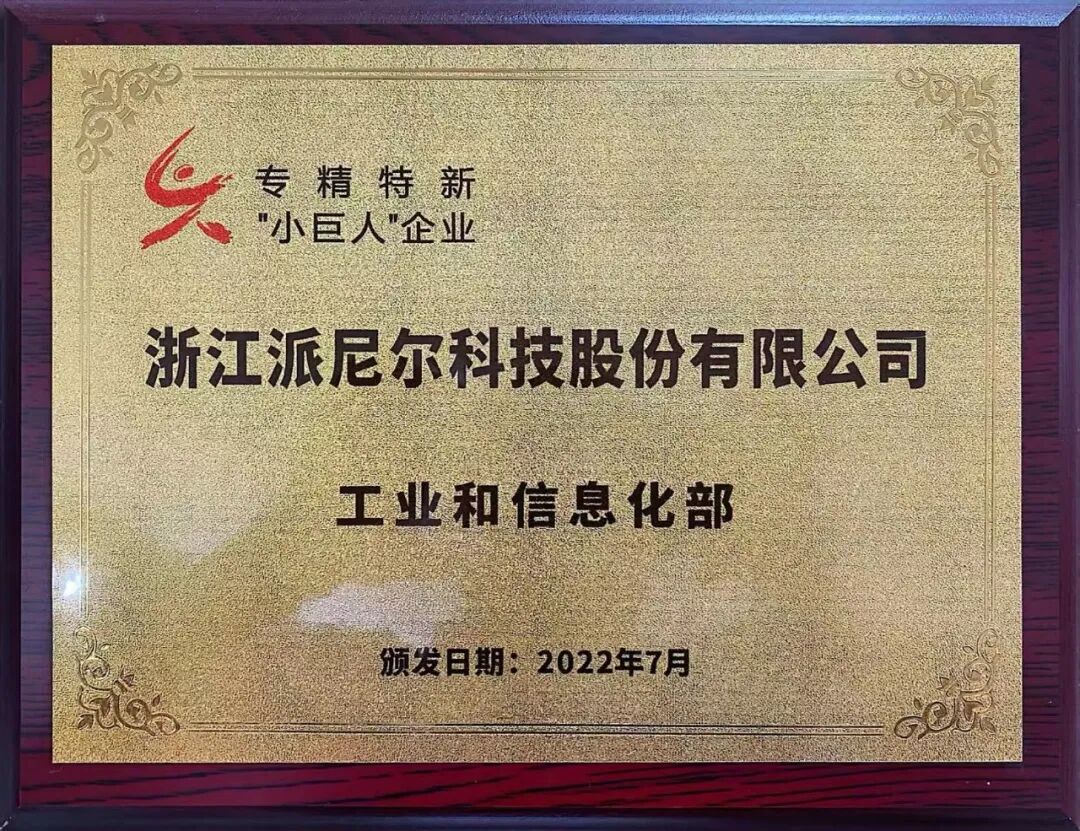 专精特新
"小巨人"企业
浙江派尼尔科技股份有限公司
工业和信息化部
颁发日期：2022年7月